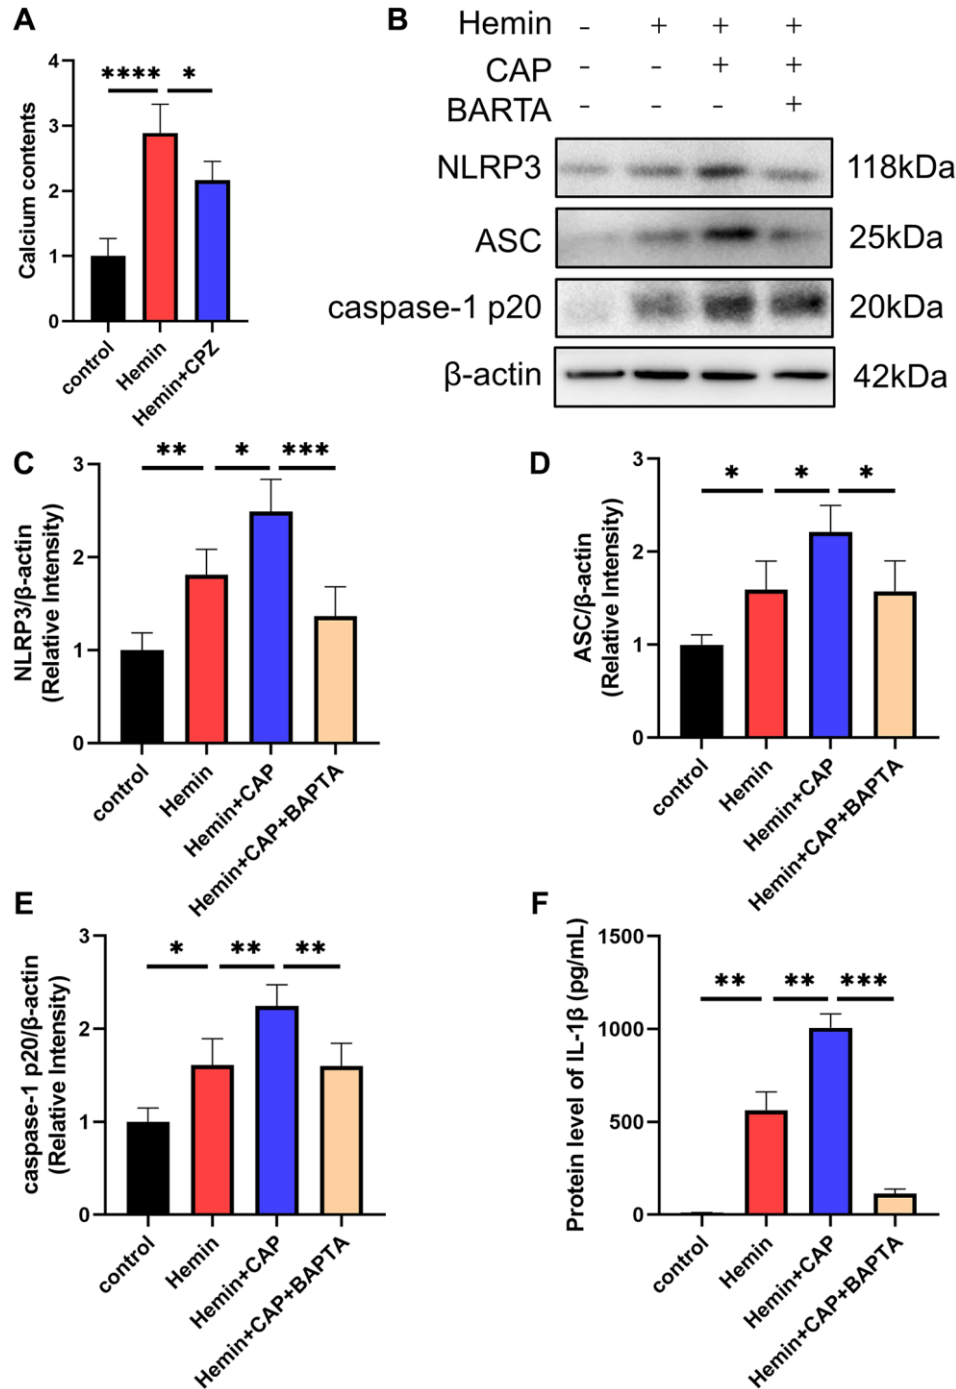 A
Calcium contents
4
3
2
1
0
**** *
control
Hemin
Hemin+CPZ
B
Hemin - + + +
CAP - - + +
BARTA - - - +
NLRP3 118kDa
ASC 25kDa
caspase-1 p20 20kDa
β-actin 42kDa
C
NLRP3/β-actin
(Relative Intensity)
3
2
1
0
** * ***
control
Hemin
Hemin+CAP
Hemin+CAP+BAPTA
D
ASC/β-actin
(Relative Intensity)
3
2
1
0
* * *
control
Hemin
Hemin+CAP
Hemin+CAP+BAPTA
E
caspase-1 p20/β-actin
(Relative Intensity)
3
2
1
0
* ** **
control
Hemin
Hemin+CAP
Hemin+CAP+BAPTA
F
Protein level of IL-1β (pg/mL)
1500
1000
500
0
** ** ***
control
Hemin
Hemin+CAP
Hemin+CAP+BAPTA